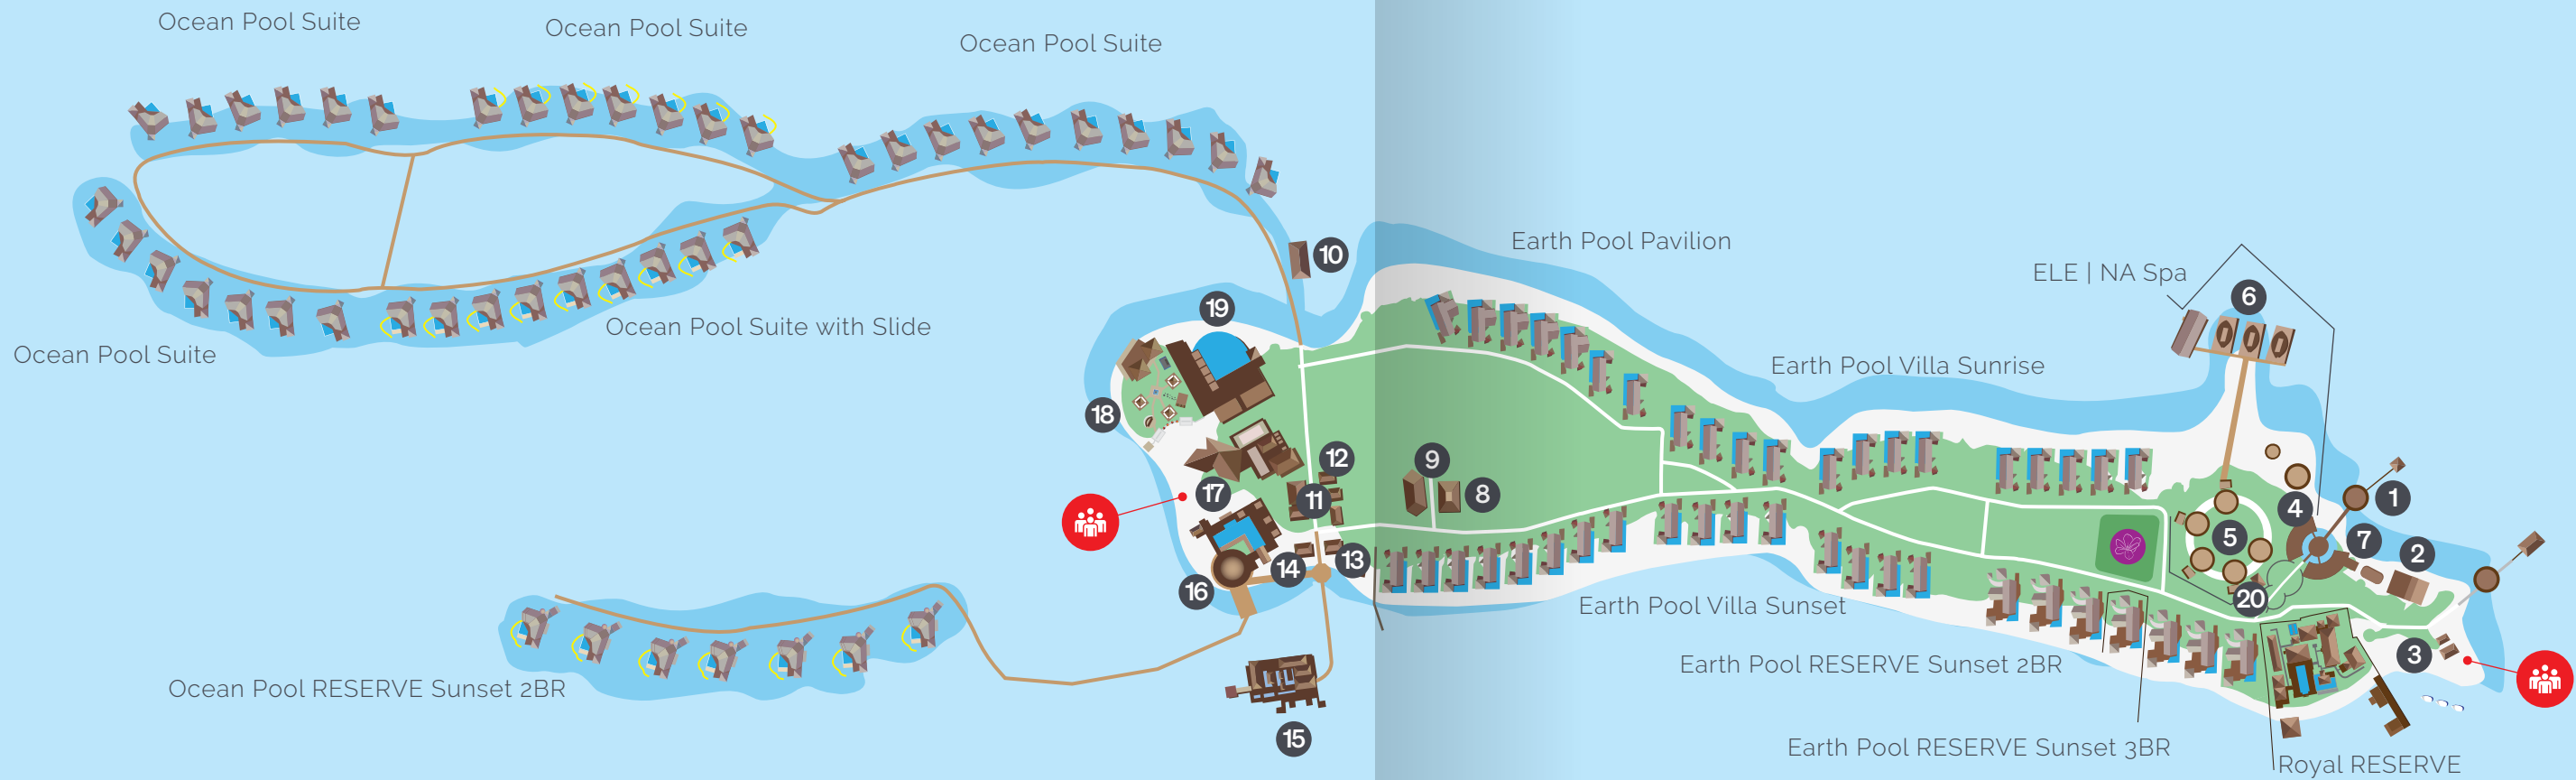 Ocean Pool Suite
Ocean Pool Suite
Ocean Pool Suite
Earth Pool Pavilion
10
ELE | NA Spa
6
19
Ocean Pool Suite with Slide
Ocean Pool Suite
Earth Pool Villa Sunrise
18
12
9
17
11
8
4
1
5
7
2
14
13
16
20
Earth Pool Villa Sunset
3
Earth Pool RESERVE Sunset 2BR
Ocean Pool RESERVE Sunset 2BR
15
Earth Pool RESERVE Sunset 3BR
Royal RESERVE